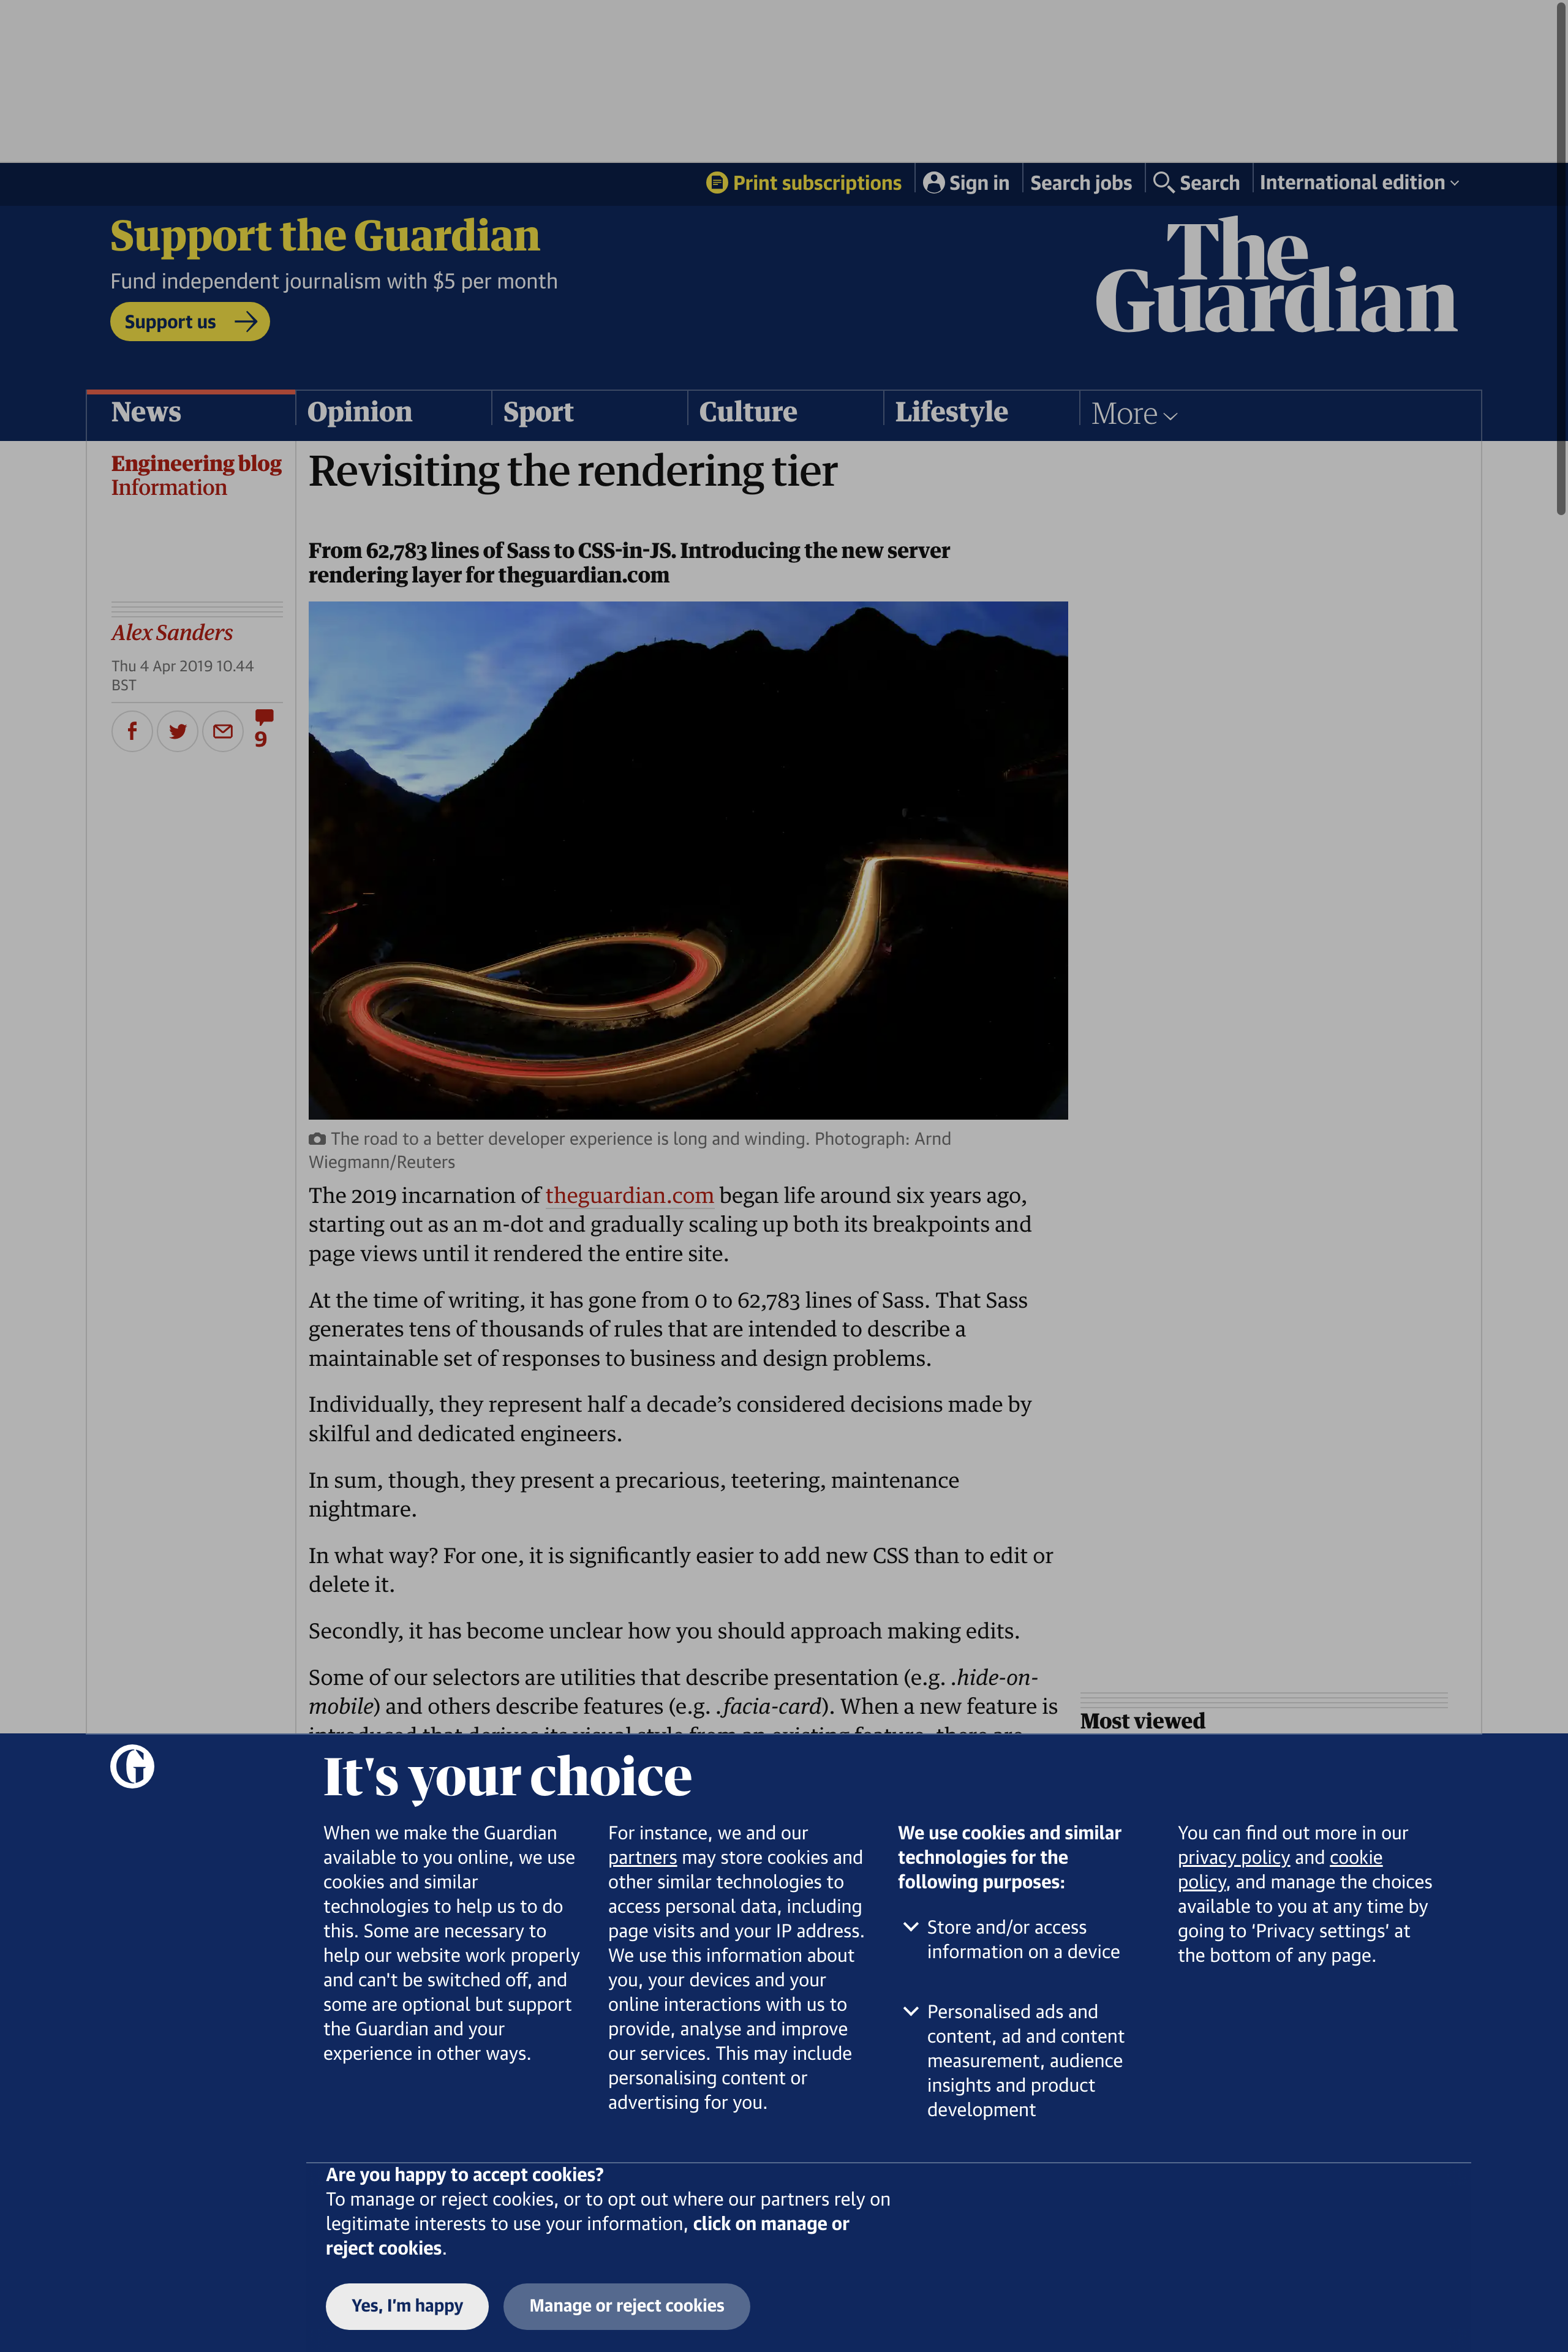 Print subscriptions
Sign in
Search jobs
Search
International edition
Support the Guardian
Fund independent journalism with $5 per month
Support us
The
Guardian
News
Opinion
Sport
Culture
Lifestyle
More
Engineering blog
Information
Revisiting the rendering tier
From 62,783 lines of Sass to CSS-in-JS. Introducing the new server
rendering layer for theguardian.com
Alex Sanders
Thu 4 Apr 2019 10.44
BST
9
The road to a better developer experience is long and winding. Photograph: Arnd
Wiegmann/Reuters
The 2019 incarnation of theguardian.com began life around six years ago,
starting out as an m-dot and gradually scaling up both its breakpoints and
page views until it rendered the entire site.
At the time of writing, it has gone from 0 to 62,783 lines of Sass. That Sass
generates tens of thousands of rules that are intended to describe a
maintainable set of responses to business and design problems.
Individually, they represent half a decade’s considered decisions made by
skilful and dedicated engineers.
In sum, though, they present a precarious, teetering, maintenance
nightmare.
In what way? For one, it is significantly easier to add new CSS than to edit or
delete it.
Secondly, it has become unclear how you should approach making edits.
Some of our selectors are utilities that describe presentation (e.g. .hide-on-
mobile) and others describe features (e.g. .facia-card). When a new feature is
introduced that derives its visual style from an existing feature, there are
Most viewed
It's your choice
When we make the Guardian
available to you online, we use
cookies and similar
technologies to help us to do
this. Some are necessary to
help our website work properly
and can't be switched off, and
some are optional but support
the Guardian and your
experience in other ways.
For instance, we and our
partners may store cookies and
other similar technologies to
access personal data, including
page visits and your IP address.
We use this information about
you, your devices and your
online interactions with us to
provide, analyse and improve
our services. This may include
personalising content or
advertising for you.
We use cookies and similar
technologies for the
following purposes:
Store and/or access
information on a device
Personalised ads and
content, ad and content
measurement, audience
insights and product
development
You can find out more in our
privacy policy and cookie
policy, and manage the choices
available to you at any time by
going to ‘Privacy settings’ at
the bottom of any page.
Are you happy to accept cookies?
To manage or reject cookies, or to opt out where our partners rely on
legitimate interests to use your information, click on manage or
reject cookies.
Yes, I’m happy
Manage or reject cookies